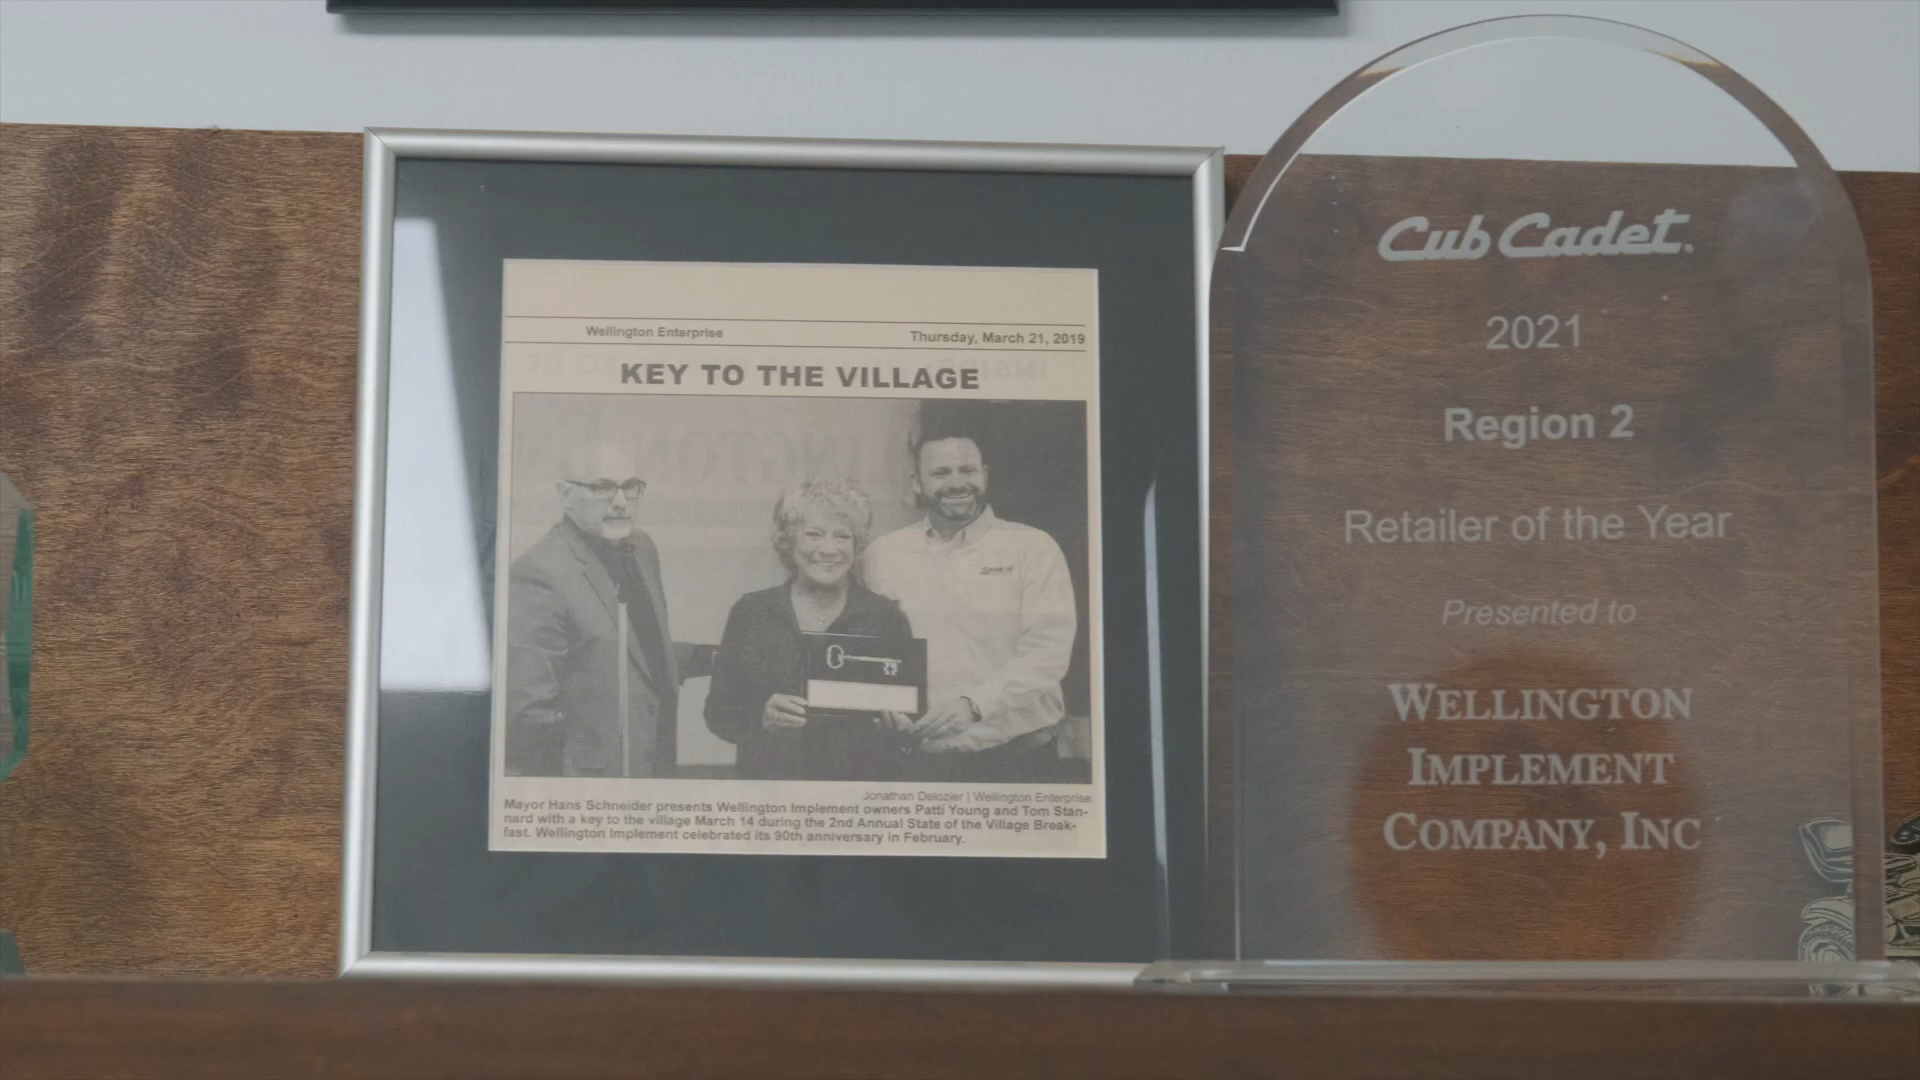 Wellington Enterprise
Thursday, March 21, 2019
KEY TO THE VILLAGE
Jonathan Delozier | Wellington Enterprise
Mayor Hans Schneider presents Wellington Implement owners Patti Young and Tom Stan-
nard with a key to the village March 14 during the 2nd Annual State of the Village Break-
fast. Wellington Implement celebrated its 90th anniversary in February.
Cub Cadet.
2021
Region 2
Retailer of the Year
Presented to
WELLINGTON
IMPLEMENT
COMPANY, INC